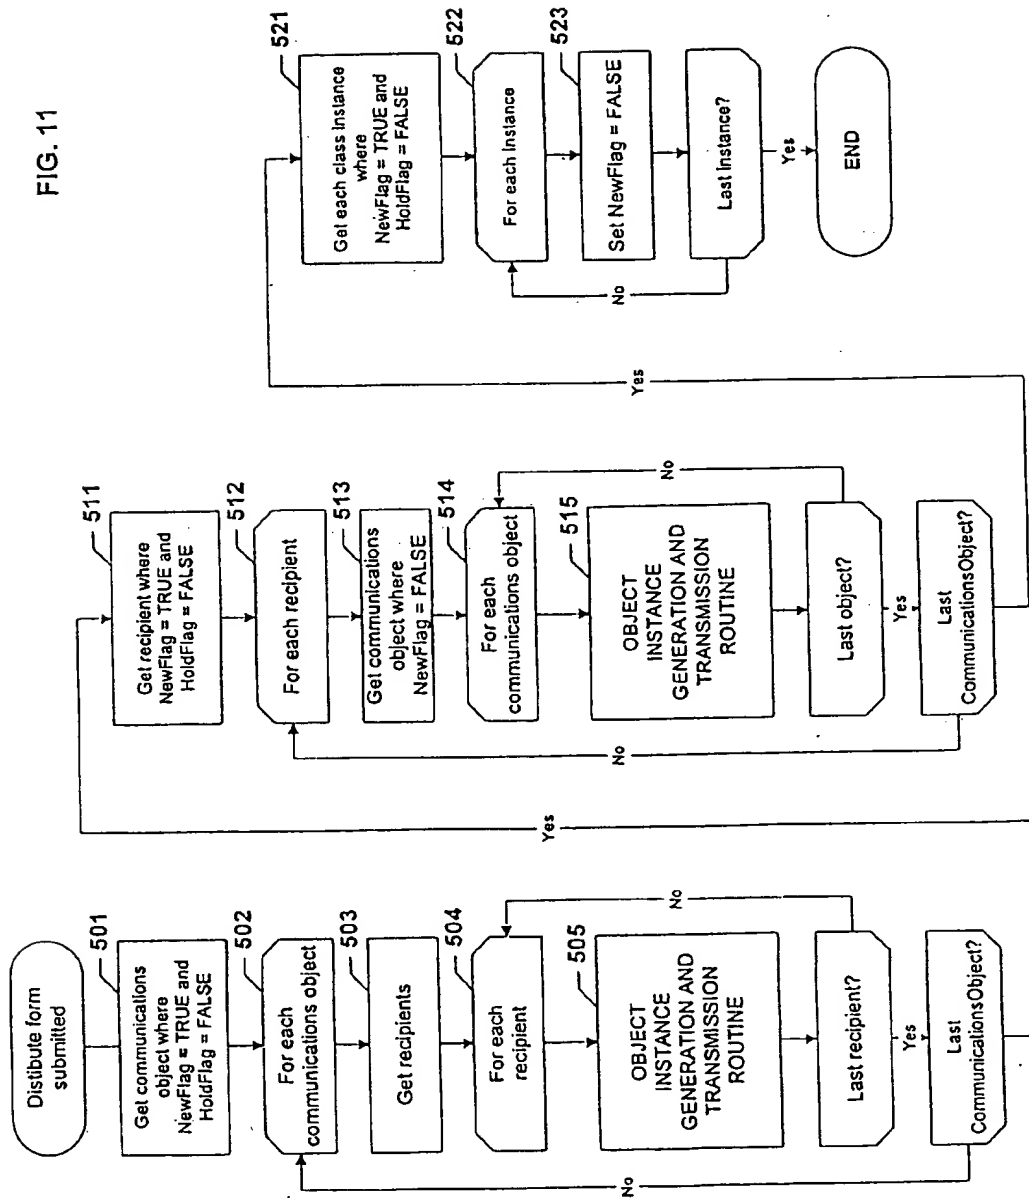 FIG. 11
Distibute form
submitted
501
Get communications
object where
NewFlag = TRUE and
HoldFlag = FALSE
502
For each
communications object
503
Get recipients
504
For each
recipient
505
OBJECT
INSTANCE
GENERATION AND
TRANSMISSION
ROUTINE
Last recipient?
No
Yes
Last
CommunicationsObject?
No
Yes
511
Get recipient where
NewFlag = TRUE and
HoldFlag = FALSE
512
For each recipient
513
Get communications
object where
NewFlag = FALSE
514
For each
communications object
515
OBJECT
INSTANCE
GENERATION AND
TRANSMISSION
ROUTINE
Last object?
No
Yes
Last
CommunicationsObject?
No
Yes
521
Get each class Instance
where
NewFlag = TRUE and
HoldFlag = FALSE
522
For each Instance
523
Set NewFlag = FALSE
Last Instance?
No
Yes
END